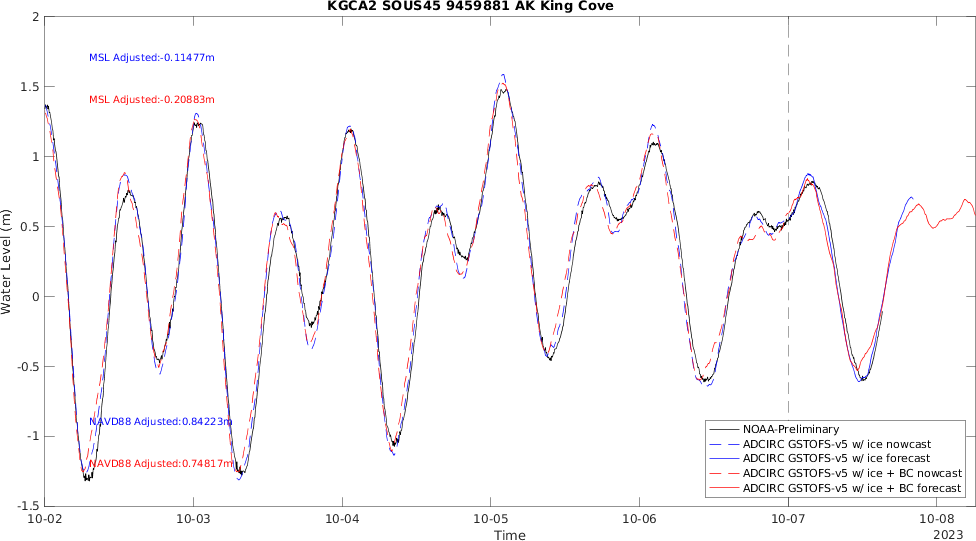 KGCA2 SOUS45 9459881 AK King Cove
2
1.5
1
0.5
0
-0.5
-1
-1.5
Water Level (m)
MSL Adjusted:-0.11477m
MSL Adjusted:-0.20883m
NAVD88 Adjusted:0.84223m
NAVD88 Adjusted:0.74817m
NOAA-Preliminary
ADCIRC GSTOFS-v5 w/ ice nowcast
ADCIRC GSTOFS-v5 w/ ice forecast
ADCIRC GSTOFS-v5 w/ ice + BC nowcast
ADCIRC GSTOFS-v5 w/ ice + BC forecast
10-02 10-03 10-04 10-05 10-06 10-07 10-08
Time
2023